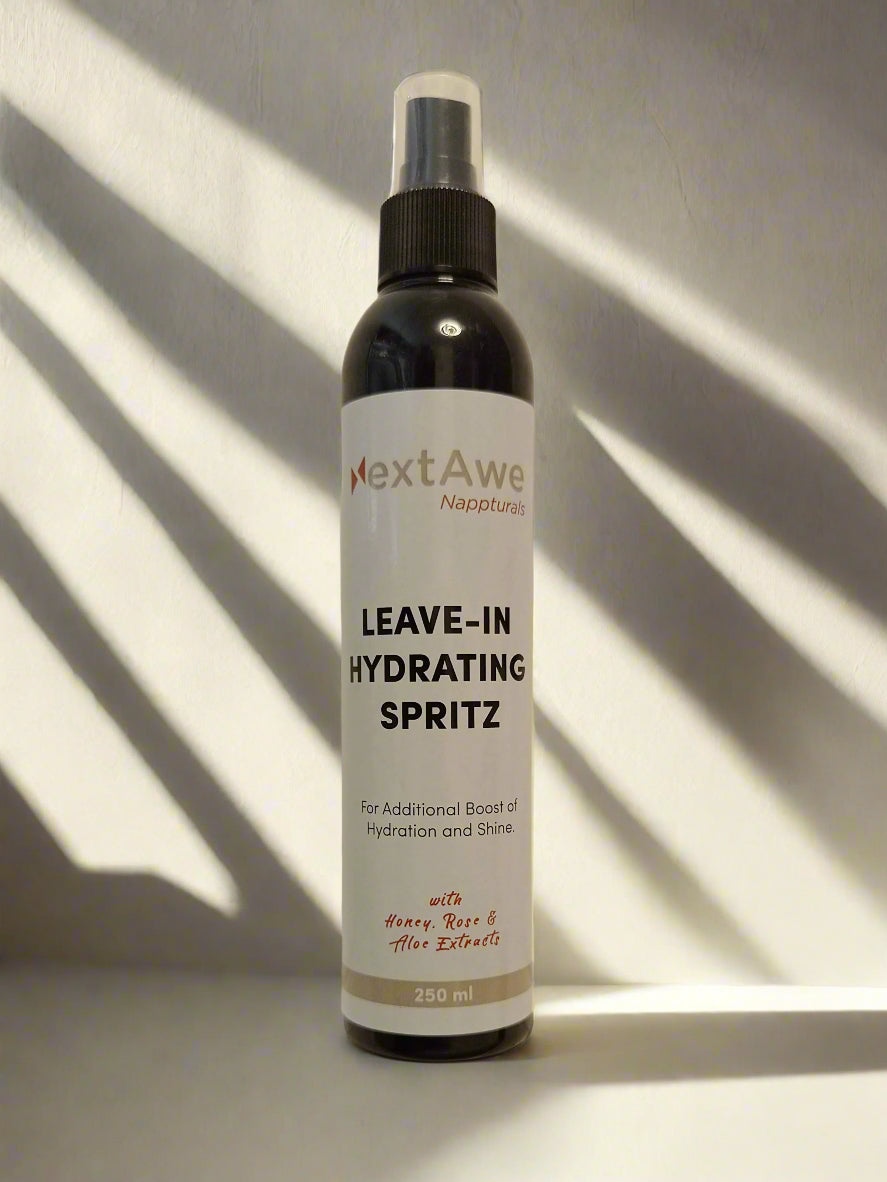 NextAwe
Nappturals
LEAVE-IN
HYDRATING
SPRITZ
For Additional Boost of
Hydration and Shine.
with
Honey, Rose &
Aloe Extracts
250 ml